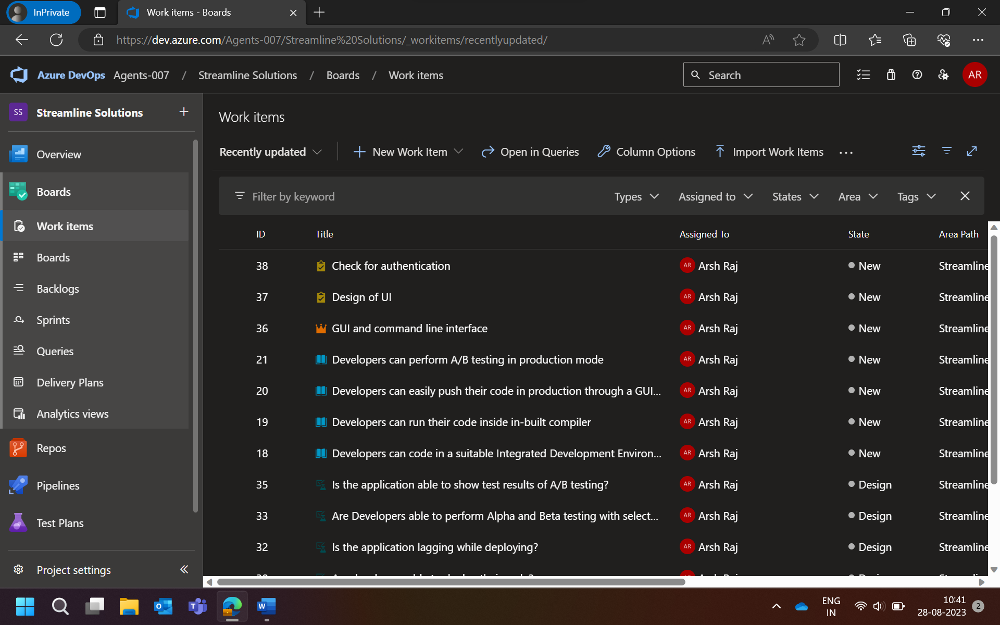 InPrivate
Work items - Boards
https://dev.azure.com/Agents-007/Streamline%20Solutions/_workitems/recentlyupdated/
Azure DevOps Agents-007 / Streamline Solutions / Boards / Work items
Search
AR
SS Streamline Solutions
Overview
Boards
Work items
Boards
Backlogs
Sprints
Queries
Delivery Plans
Analytics views
Repos
Pipelines
Test Plans
Project settings
Work items
Recently updated New Work Item Open in Queries Column Options Import Work Items
Filter by keyword Types Assigned to States Area Tags
ID Title Assigned To State Area Path
38 Check for authentication AR Arsh Raj New Streamline
37 Design of UI AR Arsh Raj New Streamline
36 GUI and command line interface AR Arsh Raj New Streamline
21 Developers can perform A/B testing in production mode AR Arsh Raj New Streamline
20 Developers can easily push their code in production through a GUI... AR Arsh Raj New Streamline
19 Developers can run their code inside in-built compiler AR Arsh Raj New Streamline
18 Developers can code in a suitable Integrated Development Environ... AR Arsh Raj New Streamline
35 Is the application able to show test results of A/B testing? AR Arsh Raj Design Streamline
33 Are Developers able to perform Alpha and Beta testing with select... AR Arsh Raj Design Streamline
32 Is the application lagging while deploying? AR Arsh Raj Design Streamline
ENG
IN
10:41
28-08-2023
2